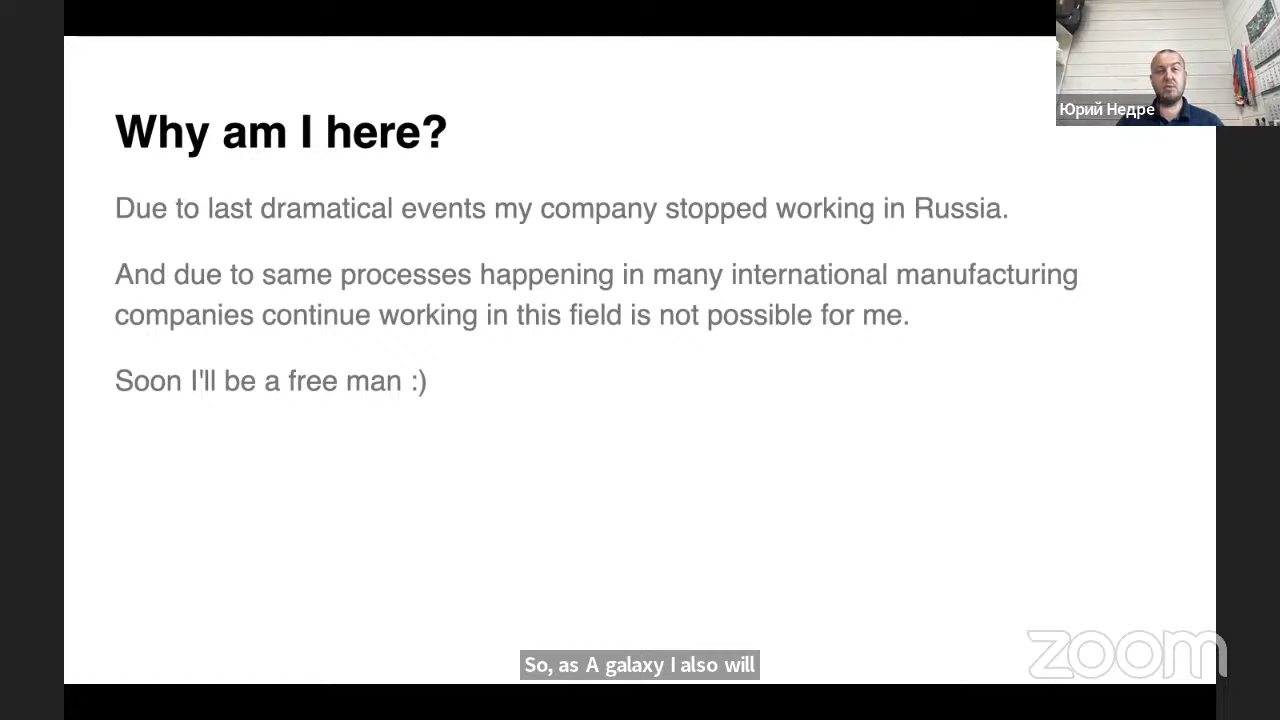 Юрий Недре
Why am I here?
Due to last dramatical events my company stopped working in Russia.
And due to same processes happening in many international manufacturing
companies continue working in this field is not possible for me.
Soon I'll be a free man :)
So, as A galaxy I also will
zoom